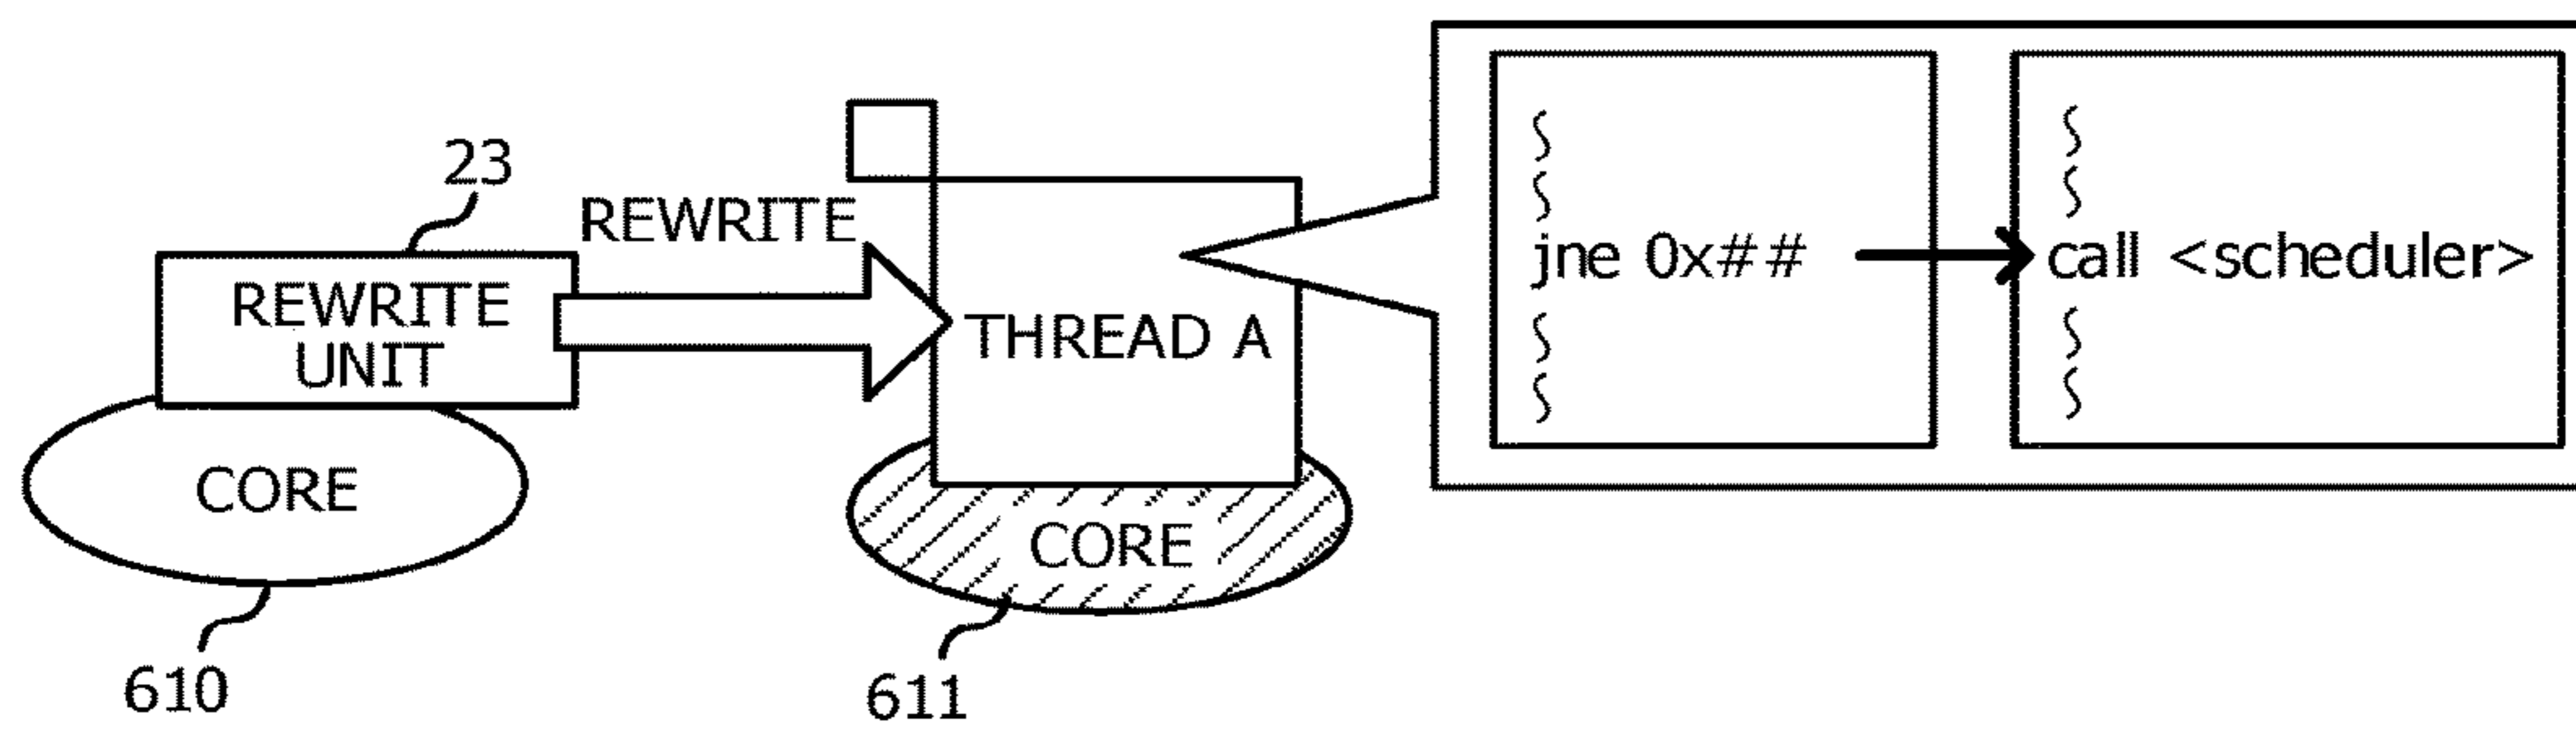 23
REWRITE
REWRITE
UNIT
CORE
610
THREAD A
CORE
611
jne 0x##
call <scheduler>